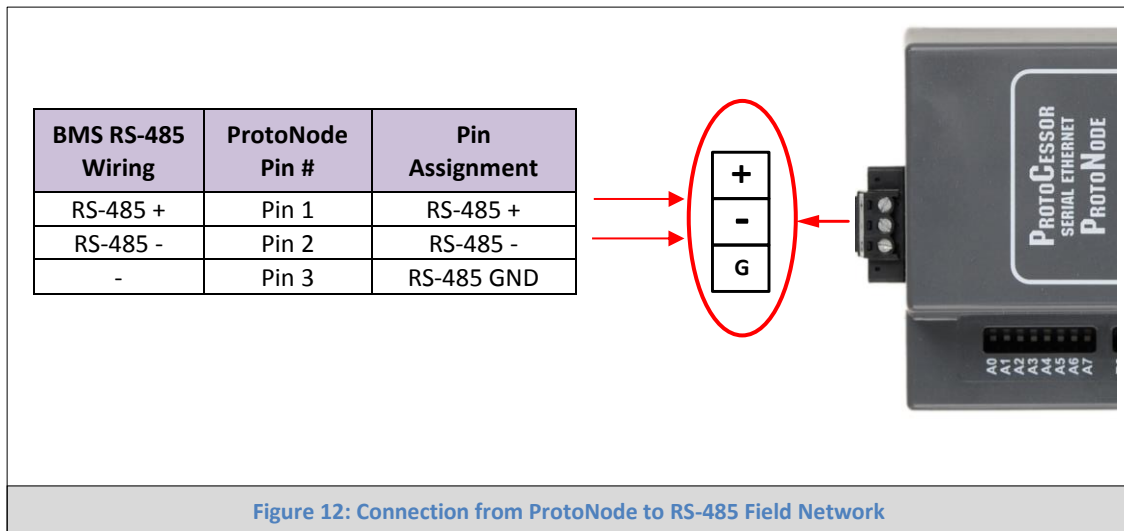 BMS RS-485 Wiring ProtoNode Pin # Pin Assignment
RS-485 + Pin 1 RS-485 +
RS-485 - Pin 2 RS-485 -
- Pin 3 RS-485 GND
+
-
G
PROTOCESSOR
SERIAL ETHERNET
PROTONODE
A0
A1
A2
A3
A4
A5
A6
A7
Figure 12: Connection from ProtoNode to RS-485 Field Network